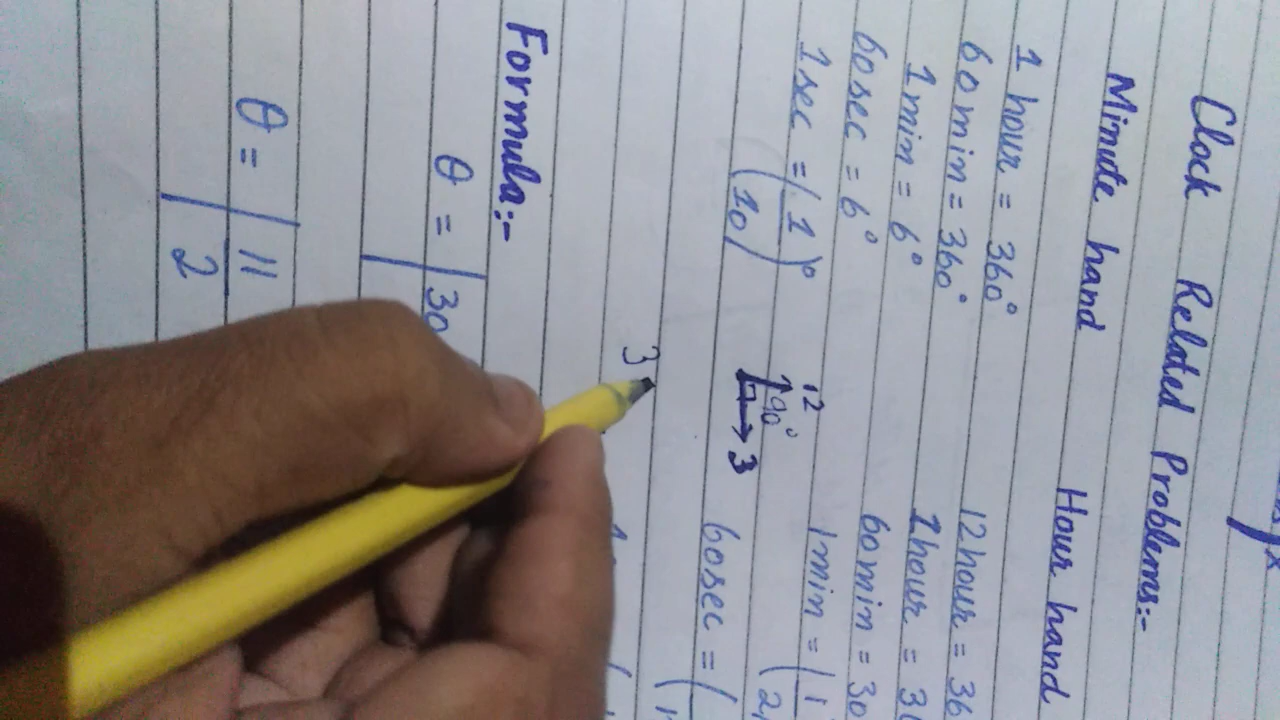 Clock Related Problems:-
Minute hand
Hour hand
1 hour = 360°
60 min = 360°
1 min = 6°
60 sec = 6°
1 sec = (1/10)°
12 hour = 36
1 hour = 30
60 min = 30
1 min = (1
60 sec = (
12
90°
3
3
Formula:-
θ = | 30
θ = | 11/2